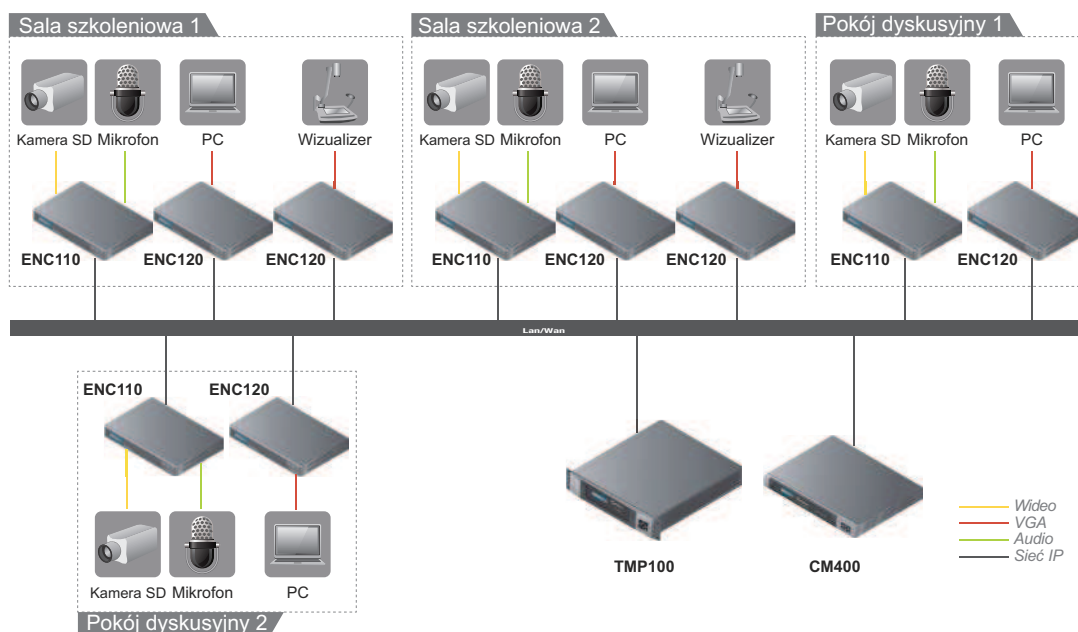 Sala szkoleniowa 1
Sala szkoleniowa 2
Pokój dyskusyjny 1
Kamera SD Mikrofon PC Wizualizer
Kamera SD Mikrofon PC Wizualizer
Kamera SD Mikrofon PC
ENC110 ENC120 ENC120
ENC110 ENC120 ENC120
ENC110 ENC120
Lan/Wan
ENC110 ENC120
Kamera SD Mikrofon PC
Pokój dyskusyjny 2
TMP100
CM400
Wideo
VGA
Audio
Sieć IP